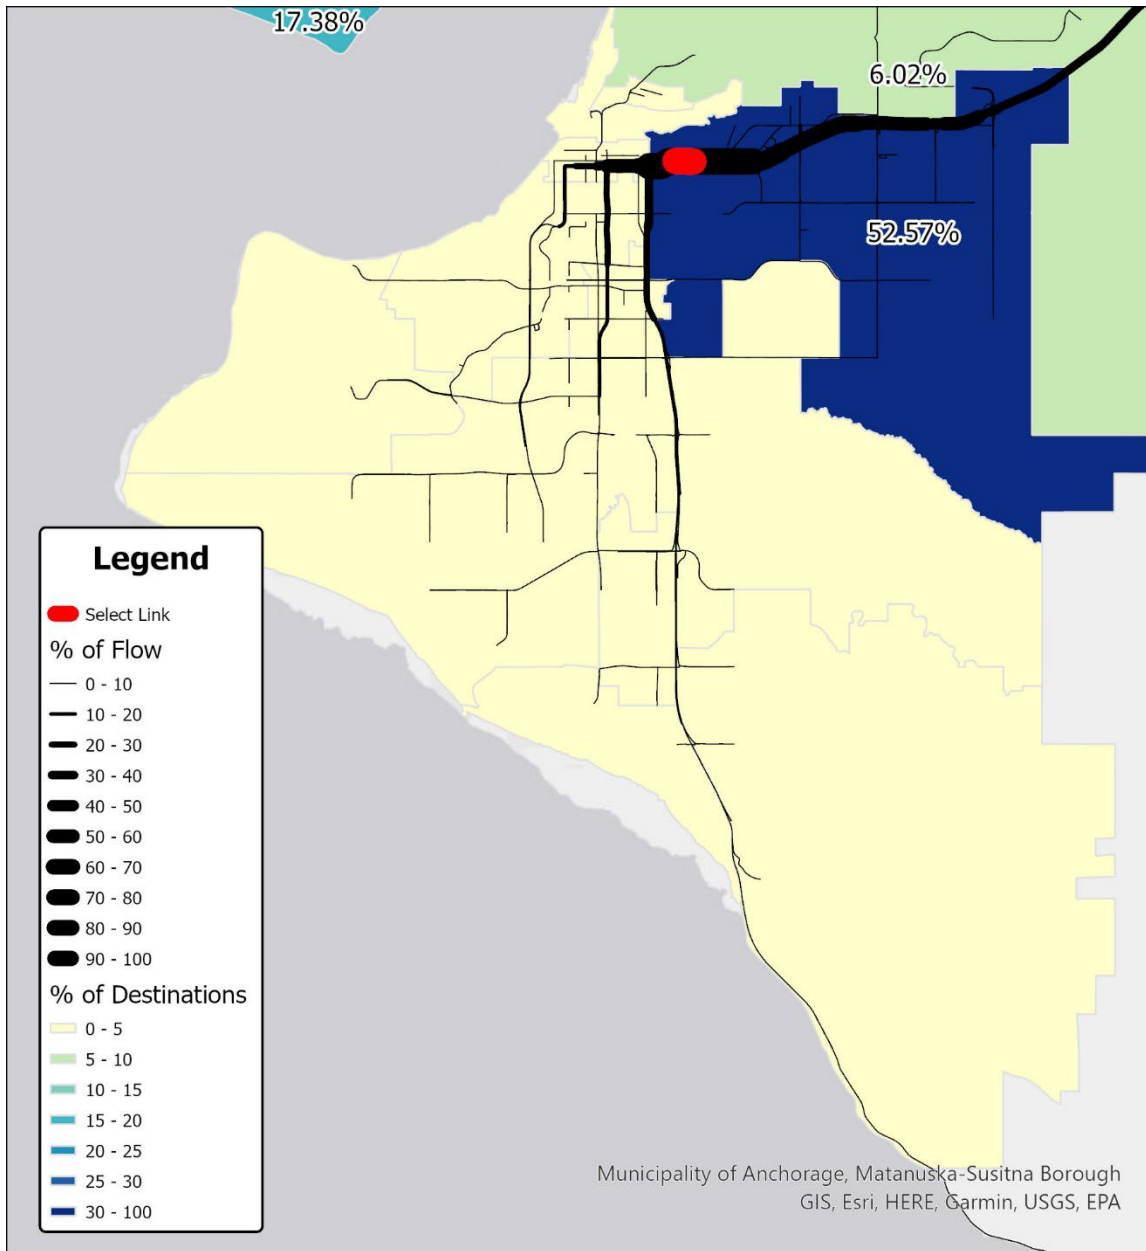 17.38%
6.02%
52.57%
Legend
Select Link
% of Flow
0 - 10
10 - 20
20 - 30
30 - 40
40 - 50
50 - 60
60 - 70
70 - 80
80 - 90
90 - 100
% of Destinations
0 - 5
5 - 10
10 - 15
15 - 20
20 - 25
25 - 30
30 - 100
Municipality of Anchorage, Matanuska-Susitna Borough
GIS, Esri, HERE, Garmin, USGS, EPA